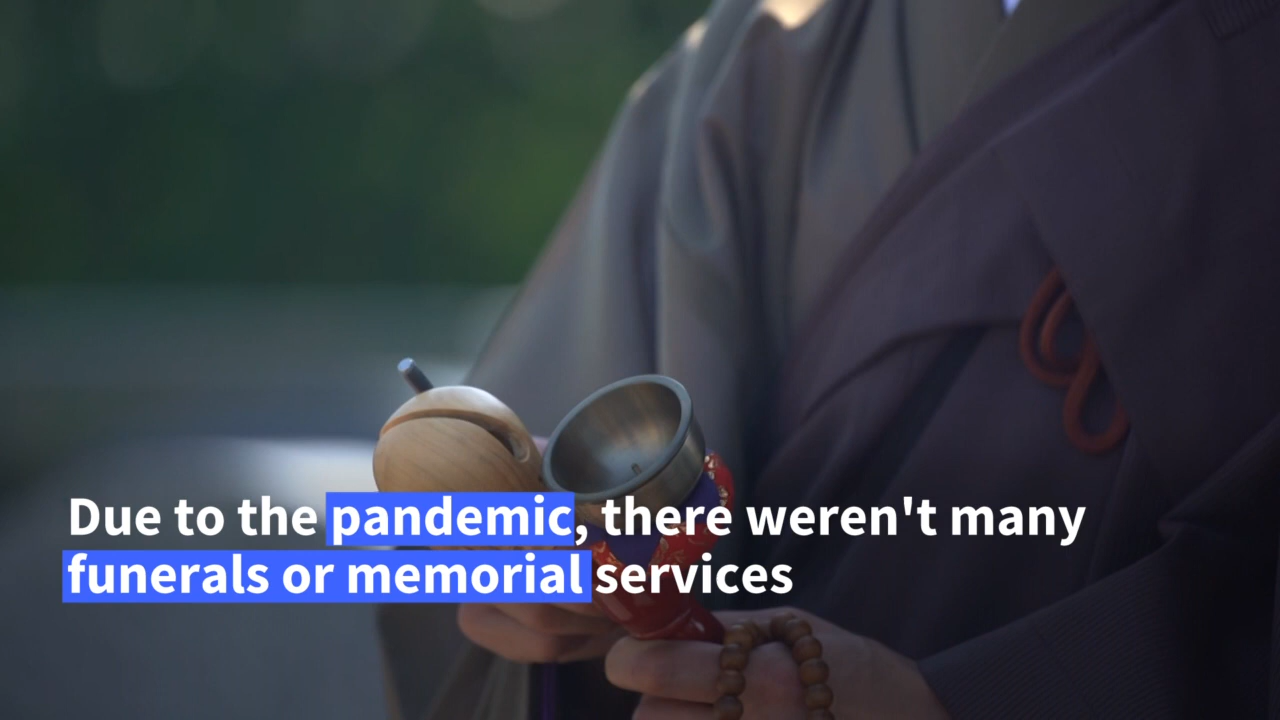 Due to the pandemic, there weren't many
funerals or memorial services